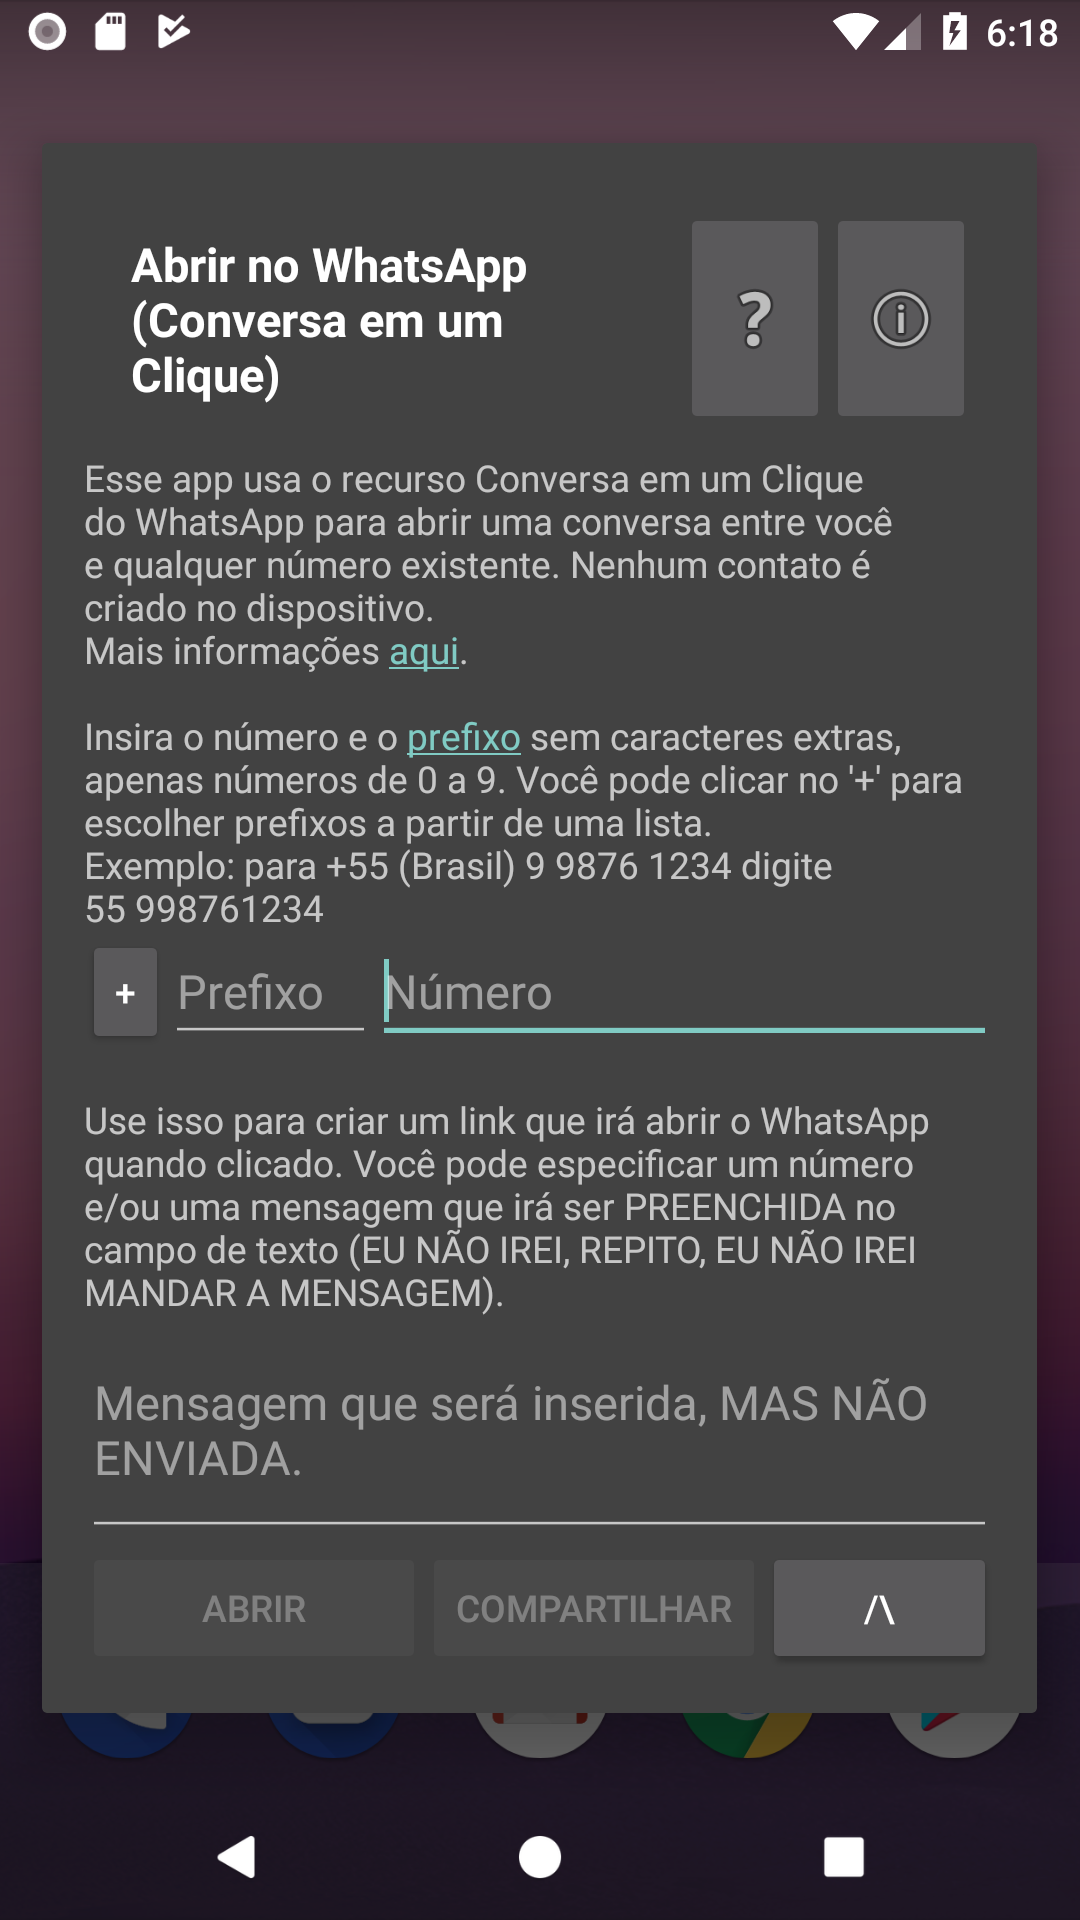 6:18
Abrir no WhatsApp
(Conversa em um
Clique)
?
i
Esse app usa o recurso Conversa em um Clique
do WhatsApp para abrir uma conversa entre você
e qualquer número existente. Nenhum contato é
criado no dispositivo.
Mais informações aqui.
Insira o número e o prefixo sem caracteres extras,
apenas números de 0 a 9. Você pode clicar no '+' para
escolher prefixos a partir de uma lista.
Exemplo: para +55 (Brasil) 9 9876 1234 digite
55 998761234
+ Prefixo Número
Use isso para criar um link que irá abrir o WhatsApp
quando clicado. Você pode especificar um número
e/ou uma mensagem que irá ser PREENCHIDA no
campo de texto (EU NÃO IREI, REPITO, EU NÃO IREI
MANDAR A MENSAGEM).
Mensagem que será inserida, MAS NÃO
ENVIADA.
ABRIR COMPARTILHAR /\